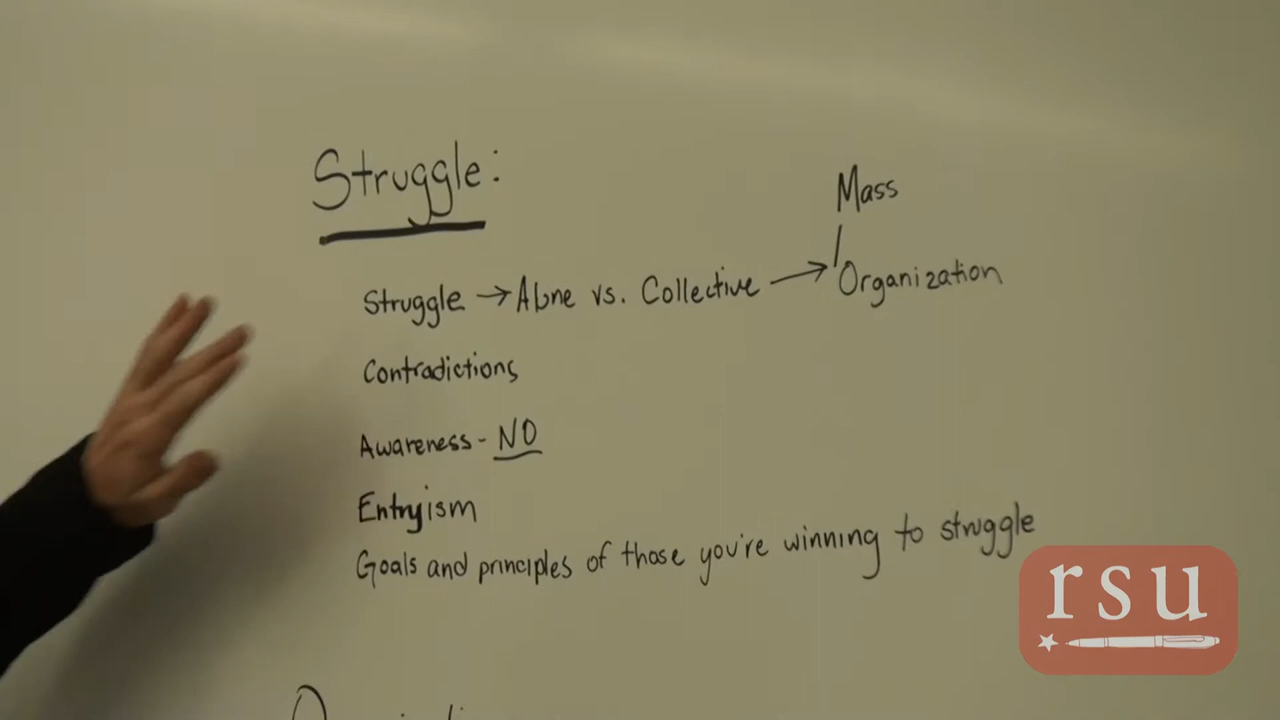 Struggle:
Mass
Struggle → Alone vs. Collective → Organization
Contradictions
Awareness - NO
Entryism
Goals and principles of those you're winning to struggle
rsu